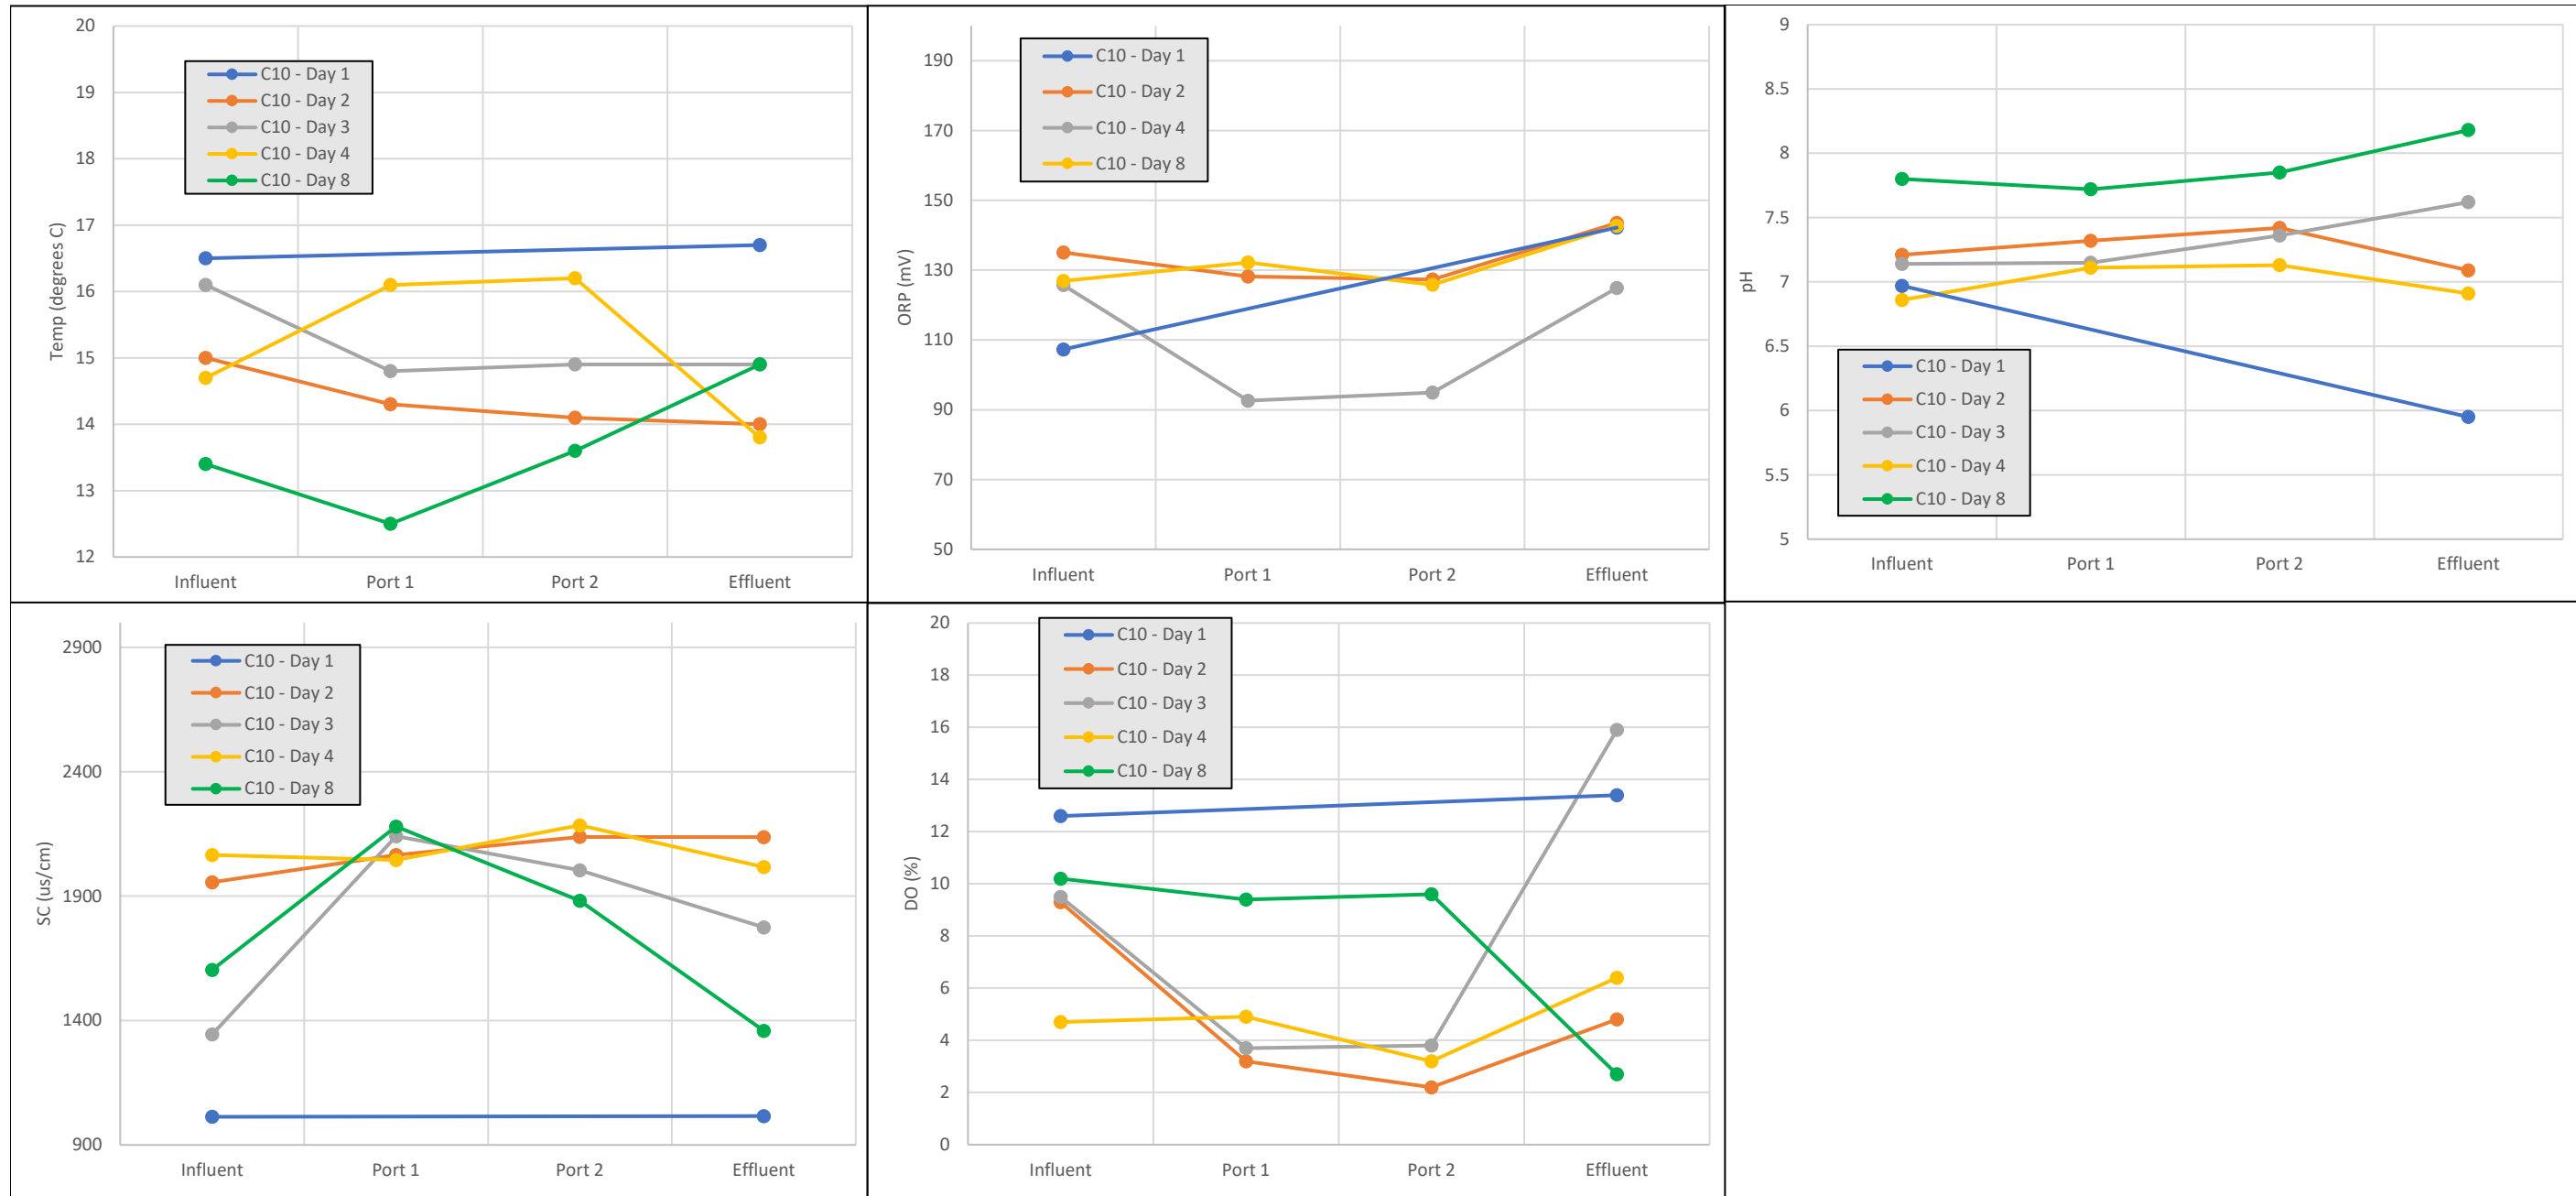 Temp (degrees C)
20
19
18
17
16
15
14
13
12
C10 - Day 1
C10 - Day 2
C10 - Day 3
C10 - Day 4
C10 - Day 8
Influent Port 1 Port 2 Effluent
ORP (mV)
190
170
150
130
110
90
70
50
C10 - Day 1
C10 - Day 2
C10 - Day 4
C10 - Day 8
Influent Port 1 Port 2 Effluent
pH
9
8.5
8
7.5
7
6.5
6
5.5
5
C10 - Day 1
C10 - Day 2
C10 - Day 3
C10 - Day 4
C10 - Day 8
Influent Port 1 Port 2 Effluent
SC (us/cm)
2900
2400
1900
1400
900
C10 - Day 1
C10 - Day 2
C10 - Day 3
C10 - Day 4
C10 - Day 8
Influent Port 1 Port 2 Effluent
DO (%)
20
18
16
14
12
10
8
6
4
2
0
C10 - Day 1
C10 - Day 2
C10 - Day 3
C10 - Day 4
C10 - Day 8
Influent Port 1 Port 2 Effluent